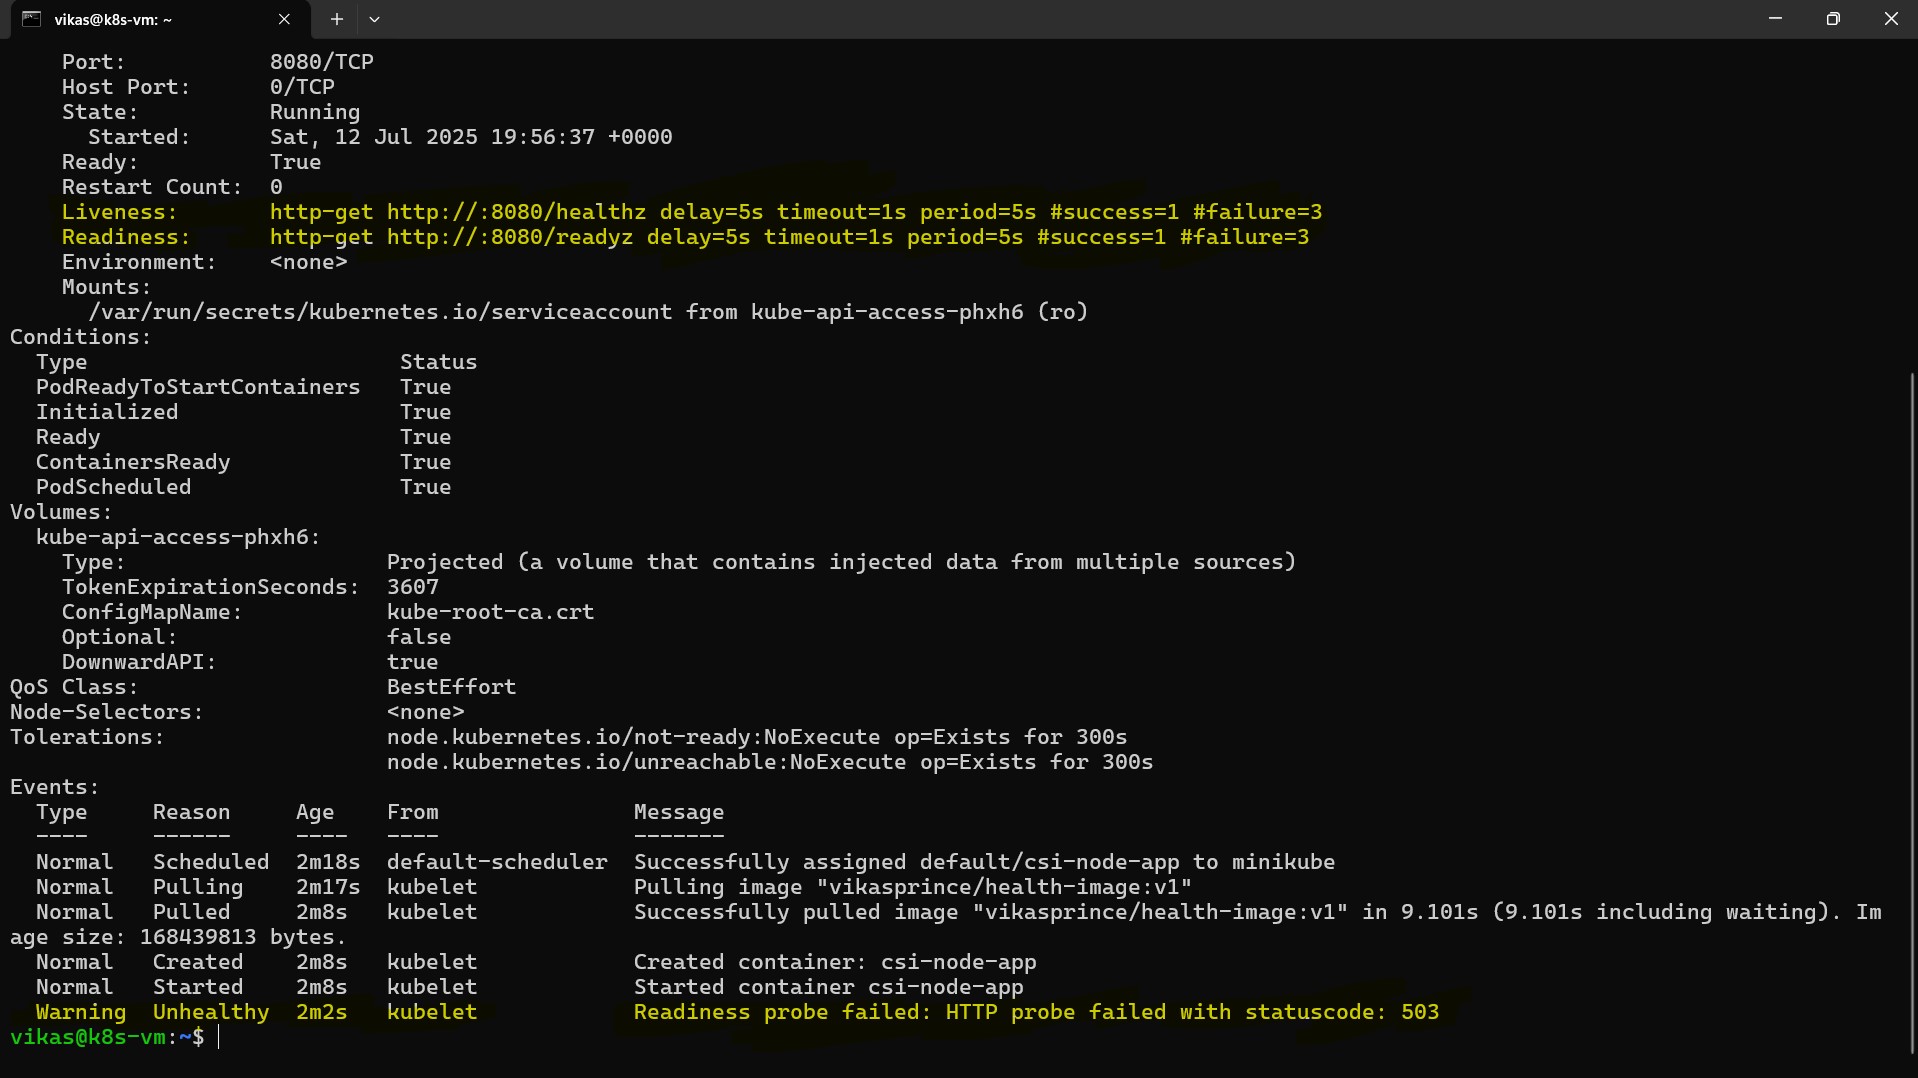 vikas@k8s-vm: ~
Port: 8080/TCP
Host Port: 0/TCP
State: Running
Started: Sat, 12 Jul 2025 19:56:37 +0000
Ready: True
Restart Count: 0
Liveness: http-get http://:8080/healthz delay=5s timeout=1s period=5s #success=1 #failure=3
Readiness: http-get http://:8080/readyz delay=5s timeout=1s period=5s #success=1 #failure=3
Environment: <none>
Mounts:
/var/run/secrets/kubernetes.io/serviceaccount from kube-api-access-phxh6 (ro)
Conditions:
Type Status
PodReadyToStartContainers True
Initialized True
Ready True
ContainersReady True
PodScheduled True
Volumes:
kube-api-access-phxh6:
Type: Projected (a volume that contains injected data from multiple sources)
TokenExpirationSeconds: 3607
ConfigMapName: kube-root-ca.crt
Optional: false
DownwardAPI: true
QoS Class: BestEffort
Node-Selectors: <none>
Tolerations: node.kubernetes.io/not-ready:NoExecute op=Exists for 300s
node.kubernetes.io/unreachable:NoExecute op=Exists for 300s
Events:
Type Reason Age From Message
---- ------ ---- ---- -------
Normal Scheduled 2m18s default-scheduler Successfully assigned default/csi-node-app to minikube
Normal Pulling 2m17s kubelet Pulling image "vikasprince/health-image:v1"
Normal Pulled 2m8s kubelet Successfully pulled image "vikasprince/health-image:v1" in 9.101s (9.101s including waiting). Im
age size: 168439813 bytes.
Normal Created 2m8s kubelet Created container: csi-node-app
Normal Started 2m8s kubelet Started container csi-node-app
Warning Unhealthy 2m2s kubelet Readiness probe failed: HTTP probe failed with statuscode: 503
vikas@k8s-vm:~$